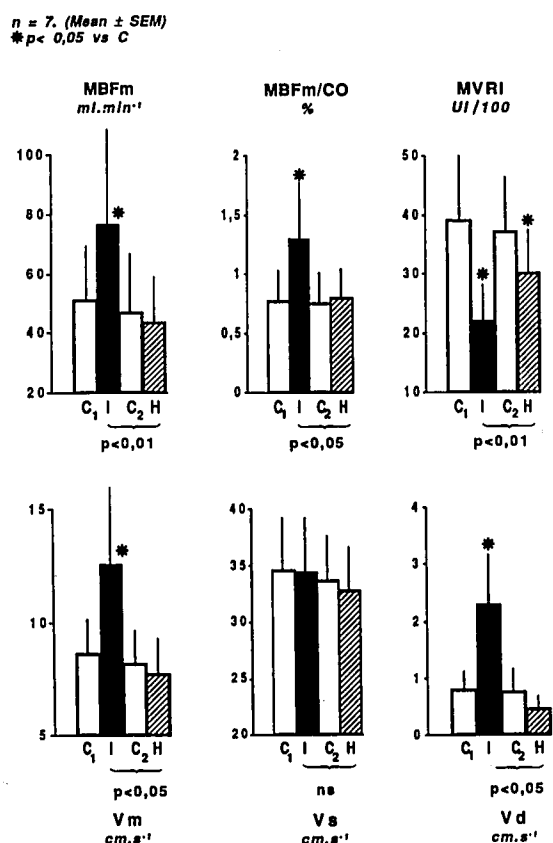 n = 7. (Mean ± SEM)
✱ p< 0,05 vs C
MBFm
ml.min⁻¹
100
80
60
40
20
✱
C₁ I C₂ H
p<0,01
MBFm/CO
%
2
1,5
1
0,5
0
✱
C₁ I C₂ H
p<0,05
MVRI
UI/100
50
40
30
20
10
✱ ✱
C₁ I C₂ H
p<0,01
15
10
5
✱
C₁ I C₂ H
p<0,05
Vm
cm.s⁻¹
40
35
30
25
20
C₁ I C₂ H
ns
Vs
cm.s⁻¹
4
3
2
1
0
✱
C₁ I C₂ H
p<0,05
Vd
cm.s⁻¹